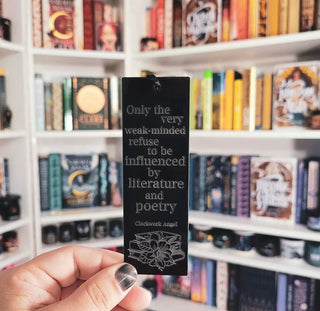 Only the
very
weak-minded
refuse
to be
influenced
by
literature
and
poetry
Clockwork Angel